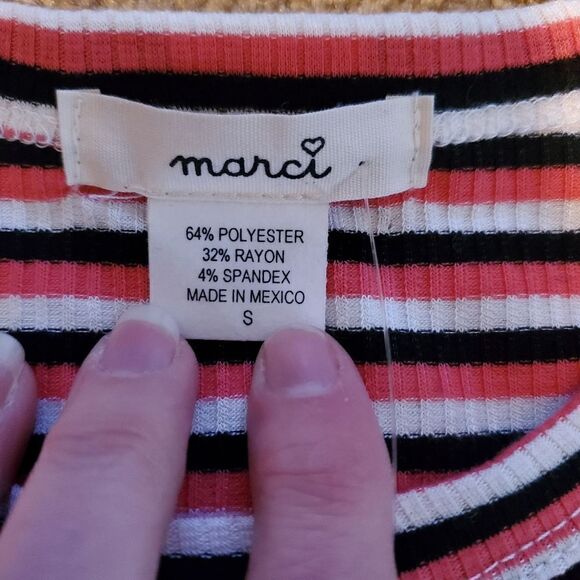 marci
64% POLYESTER
32% RAYON
4% SPANDEX
MADE IN MEXICO
S